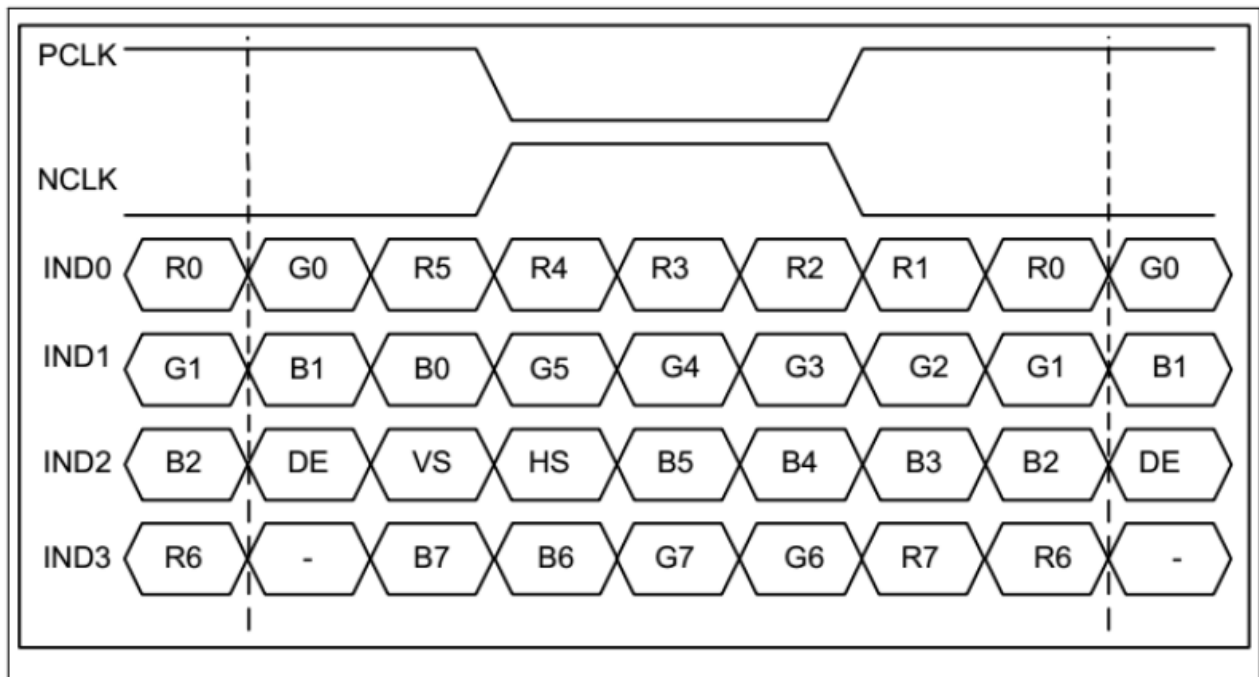 PCLK
NCLK
IND0 R0 G0 R5 R4 R3 R2 R1 R0 G0
IND1 G1 B1 B0 G5 G4 G3 G2 G1 B1
IND2 B2 DE VS HS B5 B4 B3 B2 DE
IND3 R6 - B7 B6 G7 G6 R7 R6 -